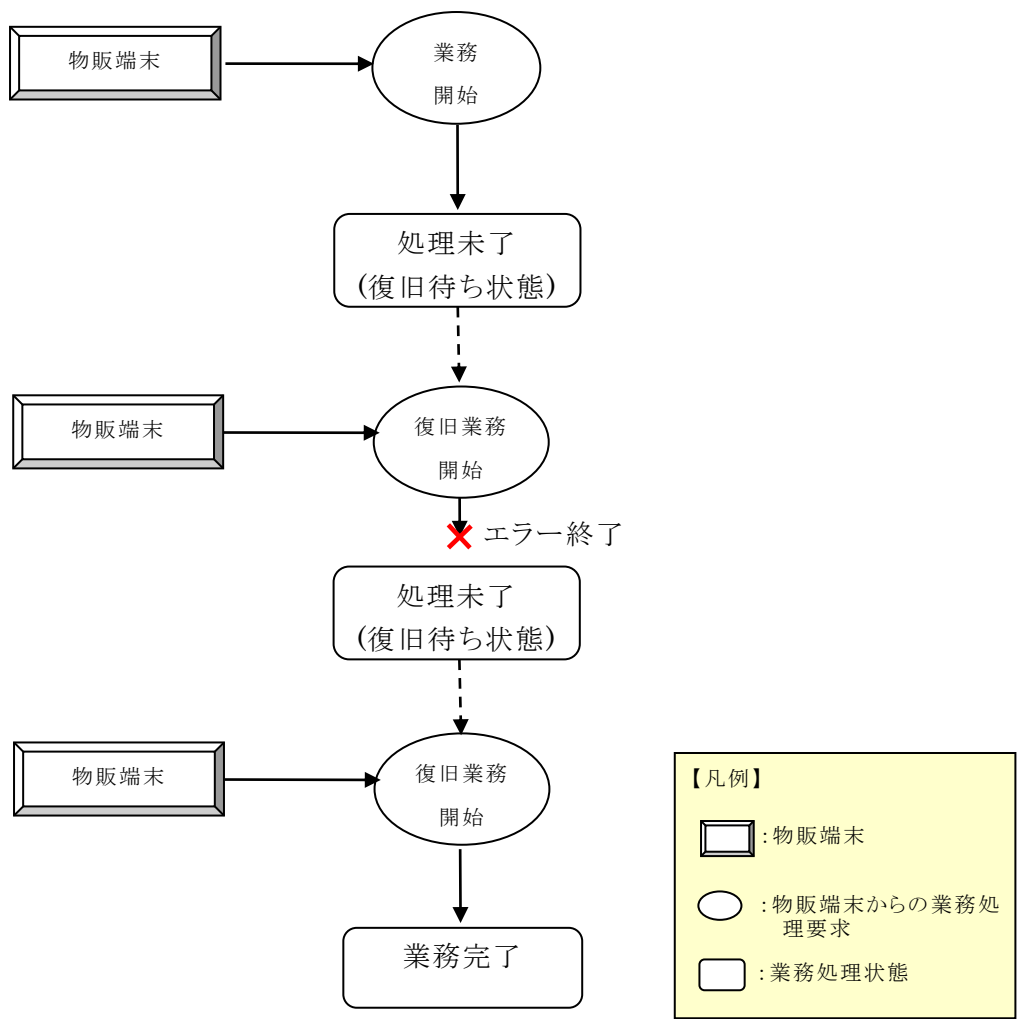 物販端末
業務
開始
処理未了
(復旧待ち状態)
物販端末
復旧業務
開始
エラー終了
処理未了
(復旧待ち状態)
物販端末
復旧業務
開始
業務完了
【凡例】
：物販端末
：物販端末からの業務処
理要求
：業務処理状態